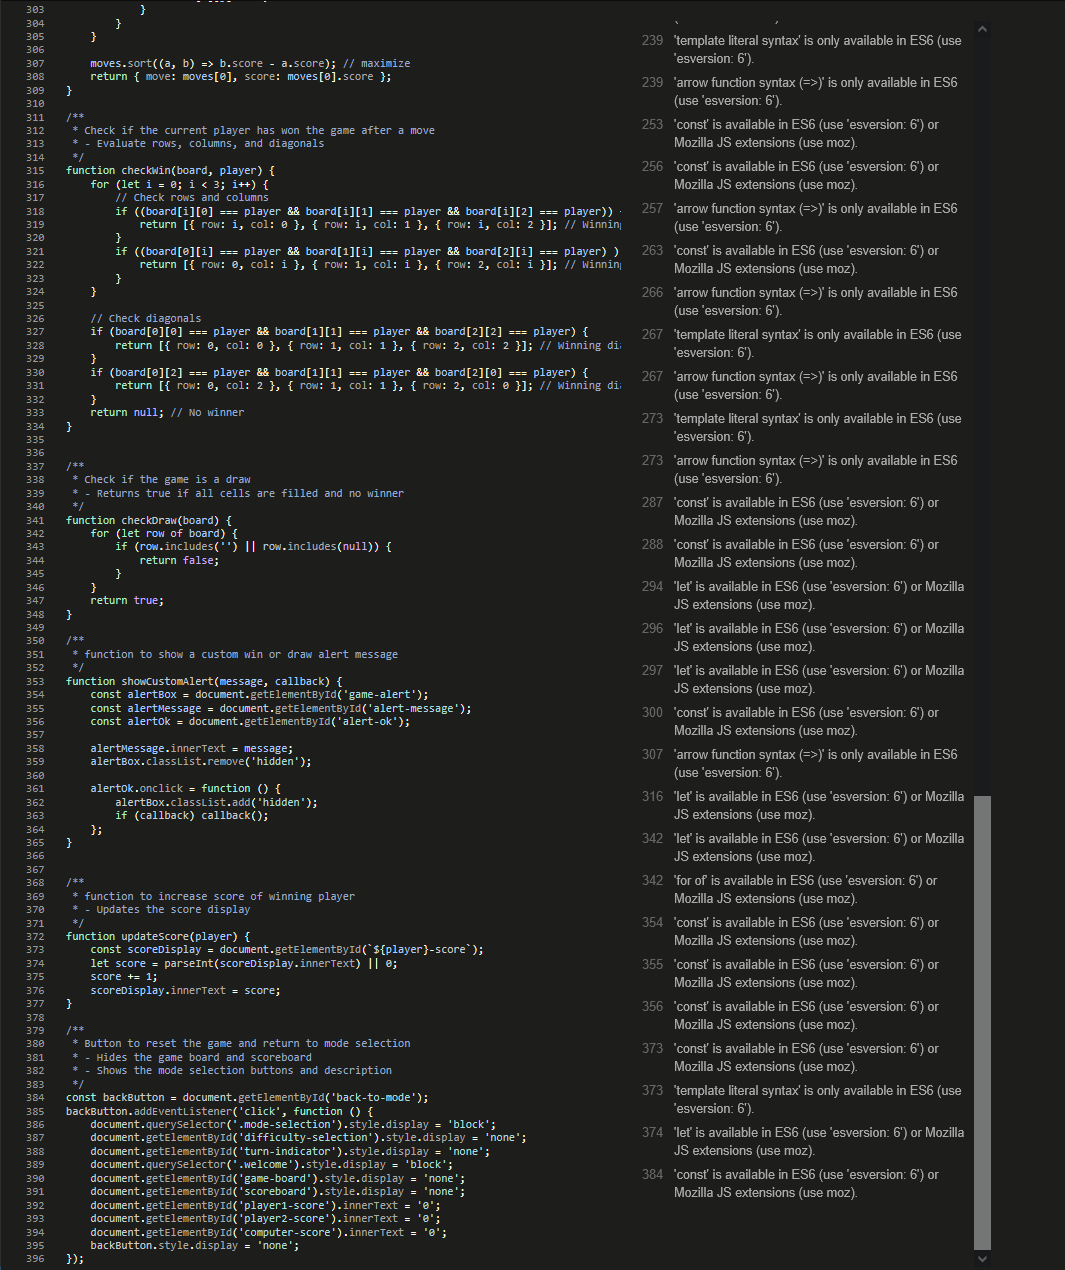 303 }
304 }
305 }
306
307 moves.sort((a, b) => b.score - a.score); // maximize
308 return { move: moves[0], score: moves[0].score };
309 }
310
311 /**
312 * Check if the current player has won the game after a move
313 * - Evaluate rows, columns, and diagonals
314 */
315 function checkWin(board, player) {
316 for (let i = 0; i < 3; i++) {
317 // Check rows and columns
318 if ((board[i][0] === player && board[i][1] === player && board[i][2] === player))
319 return [{ row: i, col: 0 }, { row: i, col: 1 }, { row: i, col: 2 }]; // Winning
320 }
321 if ((board[0][i] === player && board[1][i] === player && board[2][i] === player) )
322 return [{ row: 0, col: i }, { row: 1, col: i }, { row: 2, col: i }]; // Winning
323 }
324 }
325
326 // Check diagonals
327 if (board[0][0] === player && board[1][1] === player && board[2][2] === player) {
328 return [{ row: 0, col: 0 }, { row: 1, col: 1 }, { row: 2, col: 2 }]; // Winning dia
329 }
330 if (board[0][2] === player && board[1][1] === player && board[2][0] === player) {
331 return [{ row: 0, col: 2 }, { row: 1, col: 1 }, { row: 2, col: 0 }]; // Winning dia
332 }
333 return null; // No winner
334 }
335
336
337 /**
338 * Check if the game is a draw
339 * - Returns true if all cells are filled and no winner
340 */
341 function checkDraw(board) {
342 for (let row of board) {
343 if (row.includes('') || row.includes(null)) {
344 return false;
345 }
346 }
347 return true;
348 }
349
350 /**
351 * function to show a custom win or draw alert message
352 */
353 function showCustomAlert(message, callback) {
354 const alertBox = document.getElementById('game-alert');
355 const alertMessage = document.getElementById('alert-message');
356 const alertOk = document.getElementById('alert-ok');
357
358 alertMessage.innerText = message;
359 alertBox.classList.remove('hidden');
360
361 alertOk.onclick = function () {
362 alertBox.classList.add('hidden');
363 if (callback) callback();
364 };
365 }
366
367
368 /**
369 * function to increase score of winning player
370 * - Updates the score display
371 */
372 function updateScore(player) {
373 const scoreDisplay = document.getElementById(`${player}-score`);
374 let score = parseInt(scoreDisplay.innerText) || 0;
375 score += 1;
376 scoreDisplay.innerText = score;
377 }
378
379 /**
380 * Button to reset the game and return to mode selection
381 * - Hides the game board and scoreboard
382 * - Shows the mode selection buttons and description
383 */
384 const backButton = document.getElementById('back-to-mode');
385 backButton.addEventListener('click', function () {
386 document.querySelector('.mode-selection').style.display = 'block';
387 document.getElementById('difficulty-selection').style.display = 'none';
388 document.getElementById('turn-indicator').style.display = 'none';
389 document.querySelector('.welcome').style.display = 'block';
390 document.getElementById('game-board').style.display = 'none';
391 document.getElementById('scoreboard').style.display = 'none';
392 document.getElementById('player1-score').innerText = '0';
393 document.getElementById('player2-score').innerText = '0';
394 document.getElementById('computer-score').innerText = '0';
395 backButton.style.display = 'none';
396 });
239 'template literal syntax' is only available in ES6 (use
'esversion: 6').
239 'arrow function syntax (=>)' is only available in ES6
(use 'esversion: 6').
253 'const' is available in ES6 (use 'esversion: 6') or
Mozilla JS extensions (use moz).
256 'const' is available in ES6 (use 'esversion: 6') or
Mozilla JS extensions (use moz).
257 'arrow function syntax (=>)' is only available in ES6
(use 'esversion: 6').
263 'const' is available in ES6 (use 'esversion: 6') or
Mozilla JS extensions (use moz).
266 'arrow function syntax (=>)' is only available in ES6
(use 'esversion: 6').
267 'template literal syntax' is only available in ES6 (use
'esversion: 6').
267 'arrow function syntax (=>)' is only available in ES6
(use 'esversion: 6').
273 'template literal syntax' is only available in ES6 (use
'esversion: 6').
273 'arrow function syntax (=>)' is only available in ES6
(use 'esversion: 6').
287 'const' is available in ES6 (use 'esversion: 6') or
Mozilla JS extensions (use moz).
288 'const' is available in ES6 (use 'esversion: 6') or
Mozilla JS extensions (use moz).
294 'let' is available in ES6 (use 'esversion: 6') or Mozilla
JS extensions (use moz).
296 'let' is available in ES6 (use 'esversion: 6') or Mozilla
JS extensions (use moz).
297 'let' is available in ES6 (use 'esversion: 6') or Mozilla
JS extensions (use moz).
300 'const' is available in ES6 (use 'esversion: 6') or
Mozilla JS extensions (use moz).
307 'arrow function syntax (=>)' is only available in ES6
(use 'esversion: 6').
316 'let' is available in ES6 (use 'esversion: 6') or Mozilla
JS extensions (use moz).
342 'let' is available in ES6 (use 'esversion: 6') or Mozilla
JS extensions (use moz).
342 'for of' is available in ES6 (use 'esversion: 6') or
Mozilla JS extensions (use moz).
354 'const' is available in ES6 (use 'esversion: 6') or
Mozilla JS extensions (use moz).
355 'const' is available in ES6 (use 'esversion: 6') or
Mozilla JS extensions (use moz).
356 'const' is available in ES6 (use 'esversion: 6') or
Mozilla JS extensions (use moz).
373 'const' is available in ES6 (use 'esversion: 6') or
Mozilla JS extensions (use moz).
373 'template literal syntax' is only available in ES6 (use
'esversion: 6').
374 'let' is available in ES6 (use 'esversion: 6') or Mozilla
JS extensions (use moz).
384 'const' is available in ES6 (use 'esversion: 6') or
Mozilla JS extensions (use moz).